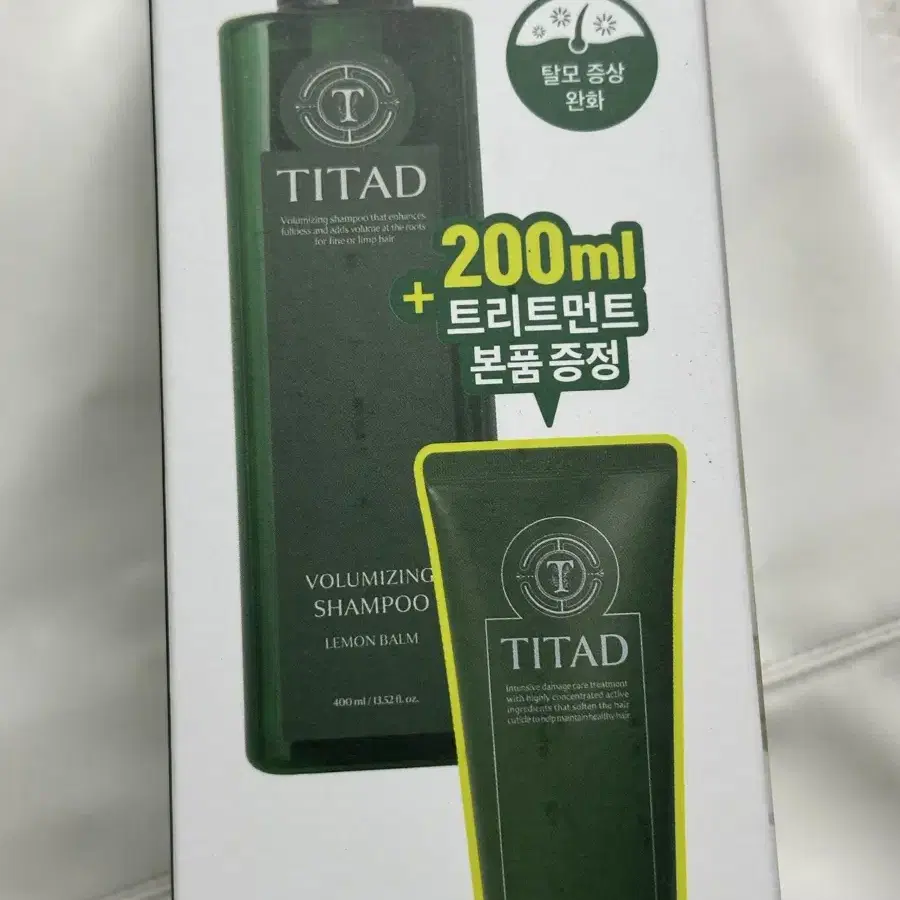 탈모 증상
완화
T
TITAD
Volumizing shampoo that enhances
fullness and adds volume at the roots
for fine or limp hair
+200ml
트리트먼트
본품 증정
VOLUMIZING
SHAMPOO
LEMON BALM
400 ml / 13.52 fl. oz.
T
TITAD
Intensive damage care treatment
with highly concentrated active
ingredients that soften the hair
cuticle to help maintain healthy hair